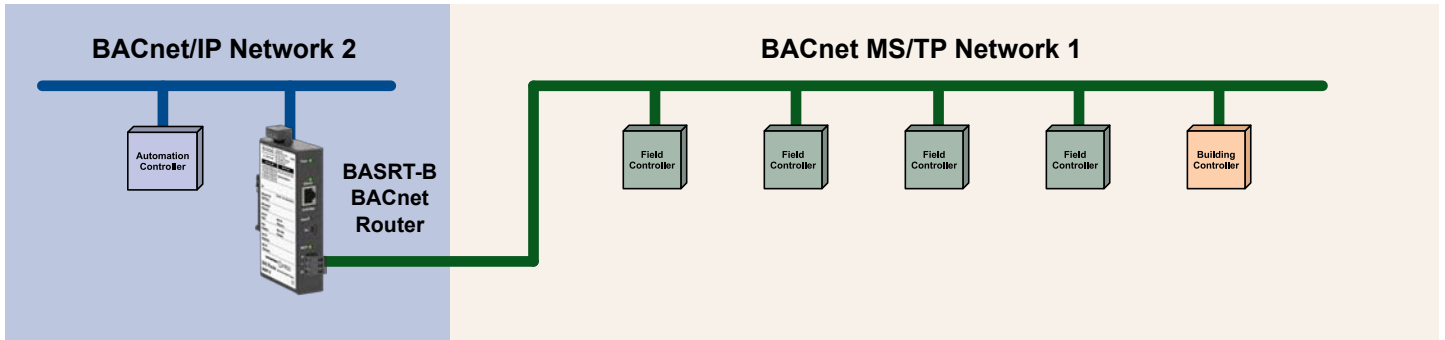 BACnet/IP Network 2
BACnet MS/TP Network 1
Automation
Controller
BASRT-B
BACnet
Router
Field
Controller
Field
Controller
Field
Controller
Field
Controller
Building
Controller